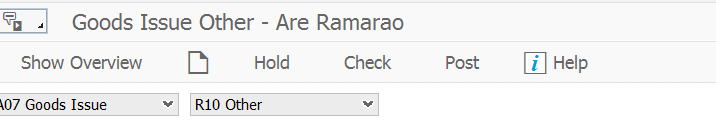 Goods Issue Other - Are Ramarao
Show Overview Hold Check Post i Help
A07 Goods Issue R10 Other